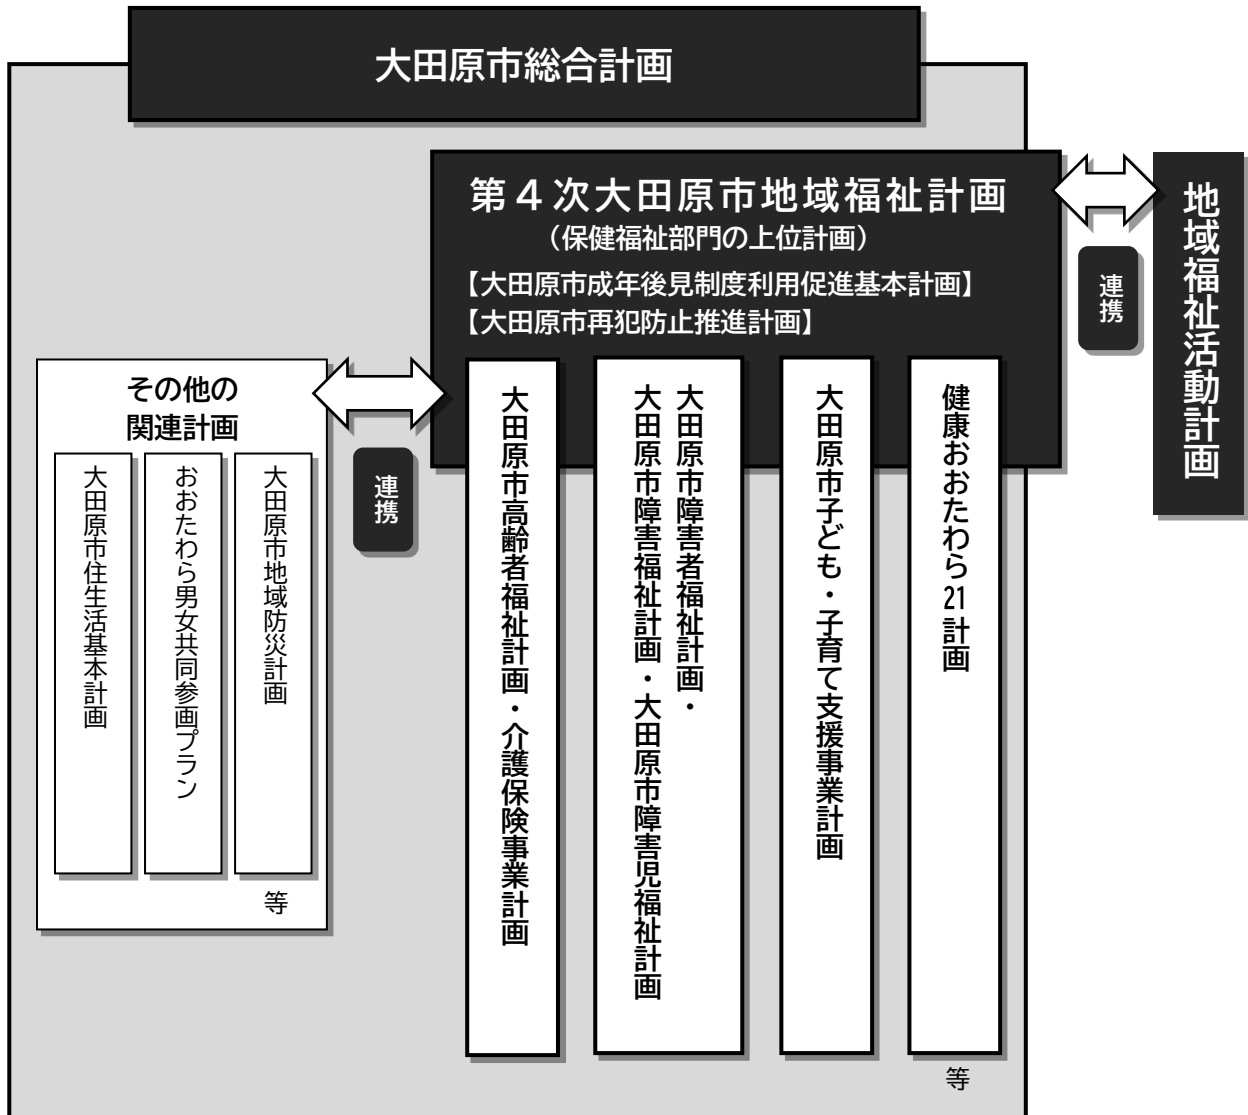 大田原市総合計画
第４次大田原市地域福祉計画
（保健福祉部門の上位計画）
【大田原市成年後見制度利用促進基本計画】
【大田原市再犯防止推進計画】
連携
地域福祉活動計画
その他の
関連計画
連携
大田原市地域防災計画
おおたわら男女共同参画プラン
大田原市住生活基本計画
等
健康おおたわら21計画
大田原市子ども・子育て支援事業計画
大田原市障害者福祉計画・
大田原市障害福祉計画・大田原市障害児福祉計画
大田原市高齢者福祉計画・介護保険事業計画
等